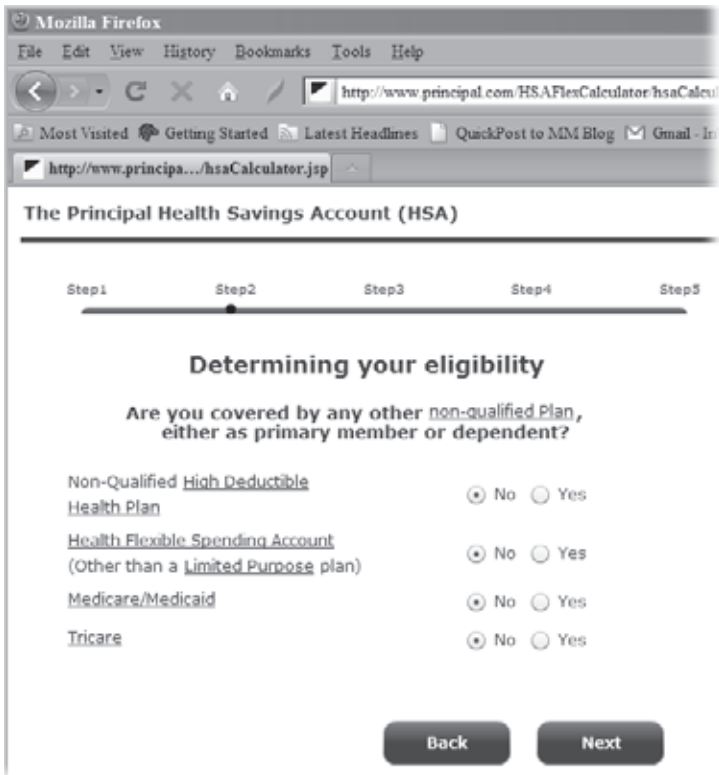 Mozilla Firefox
File Edit View History Bookmarks Tools Help
http://www.principal.com/HSAFlexCalculator/hsaCalcu
Most Visited Getting Started Latest Headlines QuickPost to MM Blog Gmail - In
http://www.principa.../hsaCalculator.jsp
The Principal Health Savings Account (HSA)
Step1 Step2 Step3 Step4 Step5
Determining your eligibility
Are you covered by any other non-qualified Plan,
either as primary member or dependent?
Non-Qualified High Deductible
Health Plan
No Yes
Health Flexible Spending Account
(Other than a Limited Purpose plan)
No Yes
Medicare/Medicaid No Yes
Tricare No Yes
Back Next